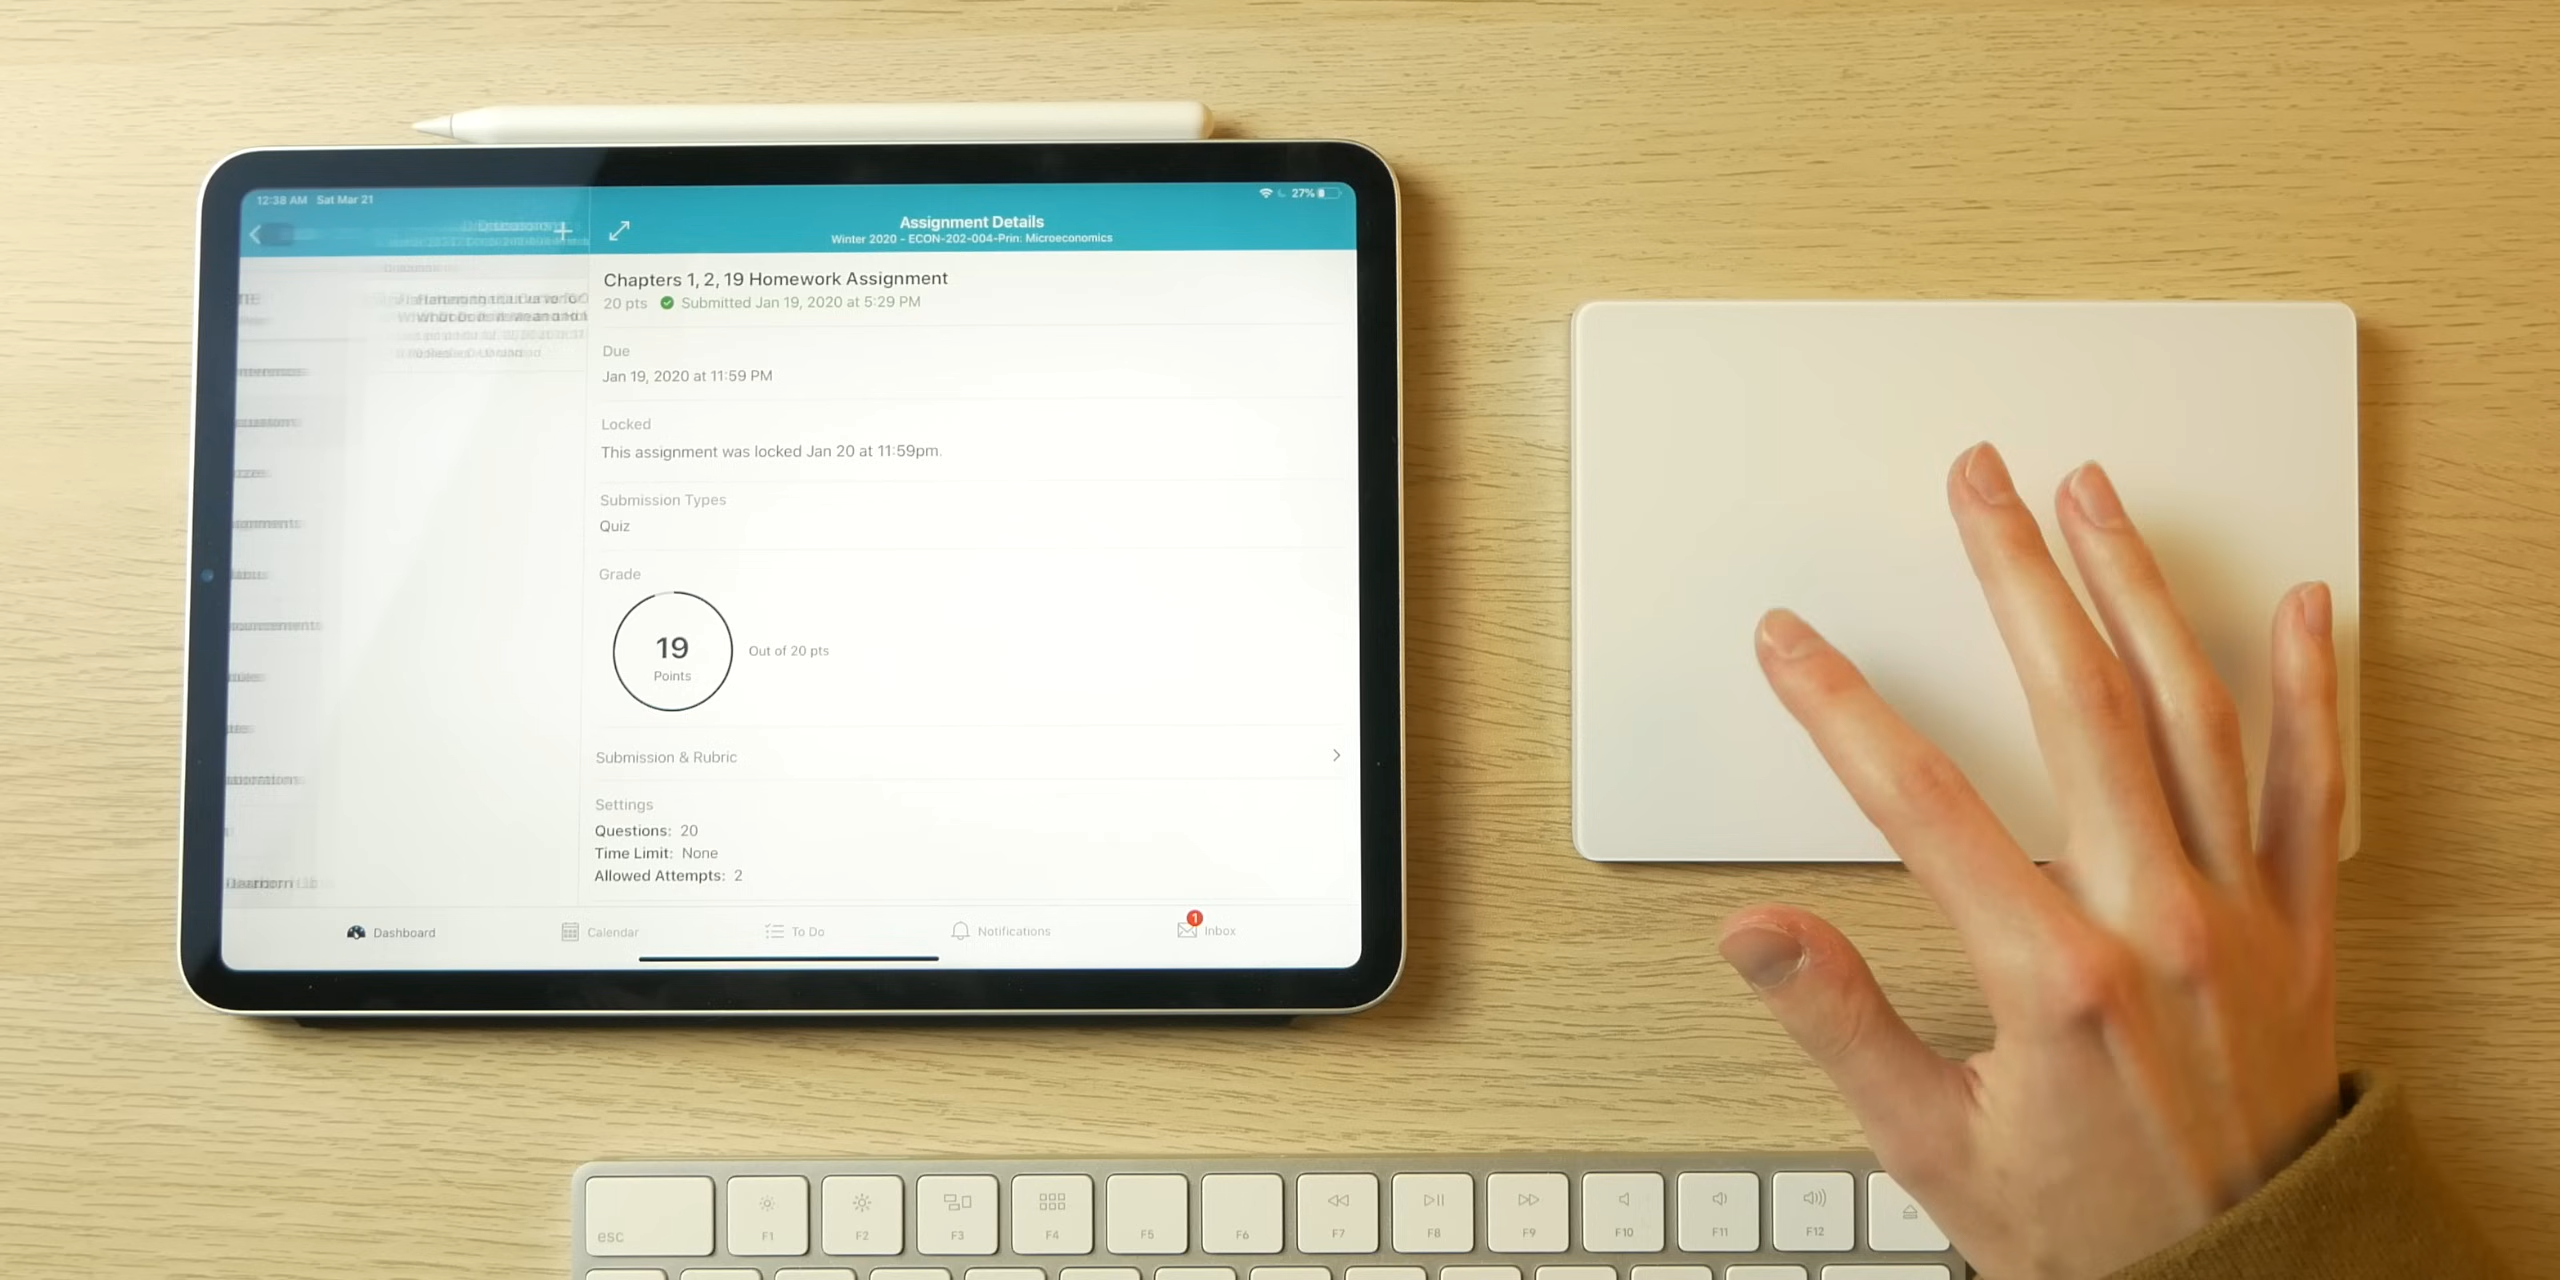 12:38 AM Sat Mar 21
27%
Assignment Details
Winter 2020 - ECON-202-004-Prin: Microeconomics
Chapters 1, 2, 19 Homework Assignment
20 pts Submitted Jan 19, 2020 at 5:29 PM
Due
Jan 19, 2020 at 11:59 PM
Locked
This assignment was locked Jan 20 at 11:59pm.
Submission Types
Quiz
Grade
19
Points
Out of 20 pts
Submission & Rubric
Settings
Questions: 20
Time Limit: None
Allowed Attempts: 2
Dashboard
Calendar
To Do
Notifications
1
Inbox
esc
F1
F2
F3
F4
F5
F6
F7
F8
F9
F10
F11
F12